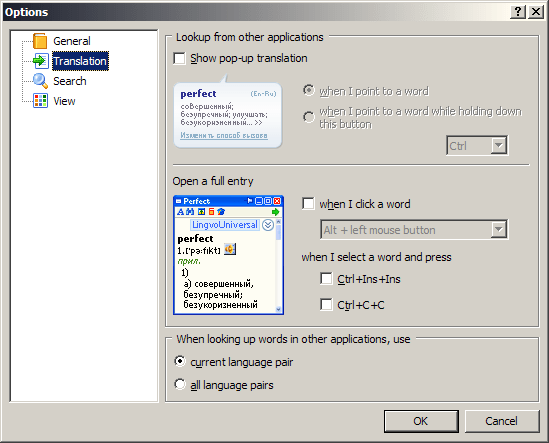 Options
General
Translation
Search
View
Lookup from other applications
Show pop-up translation
perfect (En-Ru)
совершенный;
безупречный; улучшать;
безукоризненный... >>
Изменить способ вызова
when I point to a word
when I point to a word while holding down
this button
Ctrl
Open a full entry
Perfect
LingvoUniversal
perfect
1.['pɜ:fɪkt]
прил.
1)
а) совершенный,
безупречный;
безукоризненный
when I click a word
Alt + left mouse button
when I select a word and press
Ctrl+Ins+Ins
Ctrl+C+C
When looking up words in other applications, use
current language pair
all language pairs
OK
Cancel